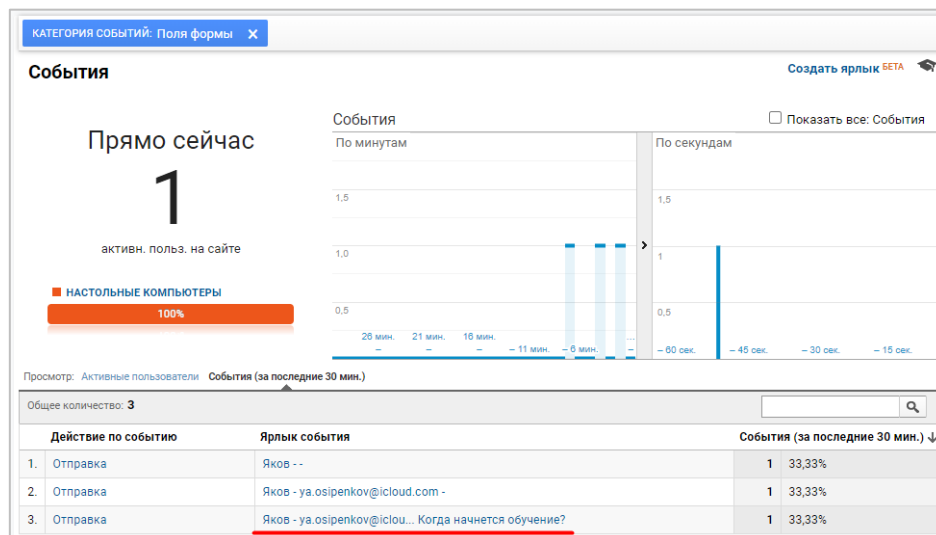 КАТЕГОРИЯ СОБЫТИЙ: Поля формы X
События
Создать ярлык БЕТА
Прямо сейчас
1
активн. польз. на сайте
НАСТОЛЬНЫЕ КОМПЬЮТЕРЫ
100%
События
Показать все: События
По минутам
По секундам
1,5
1,0
0,5
26 мин. 21 мин. 16 мин.
– – – – 11 мин. – 6 мин. –
1,5
1
0,5
– 60 сек. – 45 сек. – 30 сек. – 15 сек.
Просмотр: Активные пользователи События (за последние 30 мин.)
Общее количество: 3
Действие по событию Ярлык события События (за последние 30 мин.)
1. Отправка Яков - - 1 33,33%
2. Отправка Яков - ya.osipenkov@icloud.com - 1 33,33%
3. Отправка Яков - ya.osipenkov@iclou... Когда начнется обучение? 1 33,33%